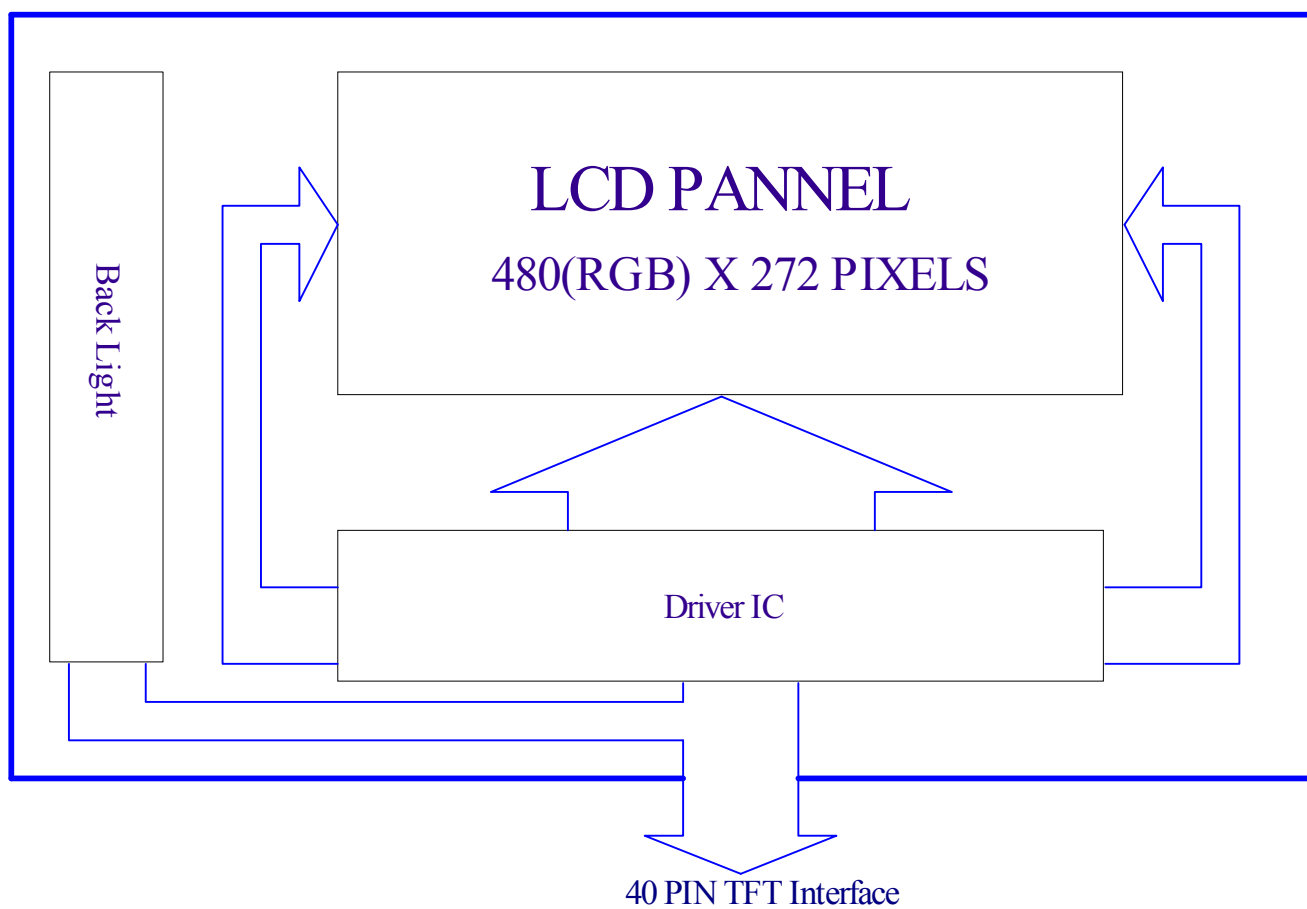 LCD PANNEL
480(RGB) X 272 PIXELS
Back Light
Driver IC
40 PIN TFT Interface